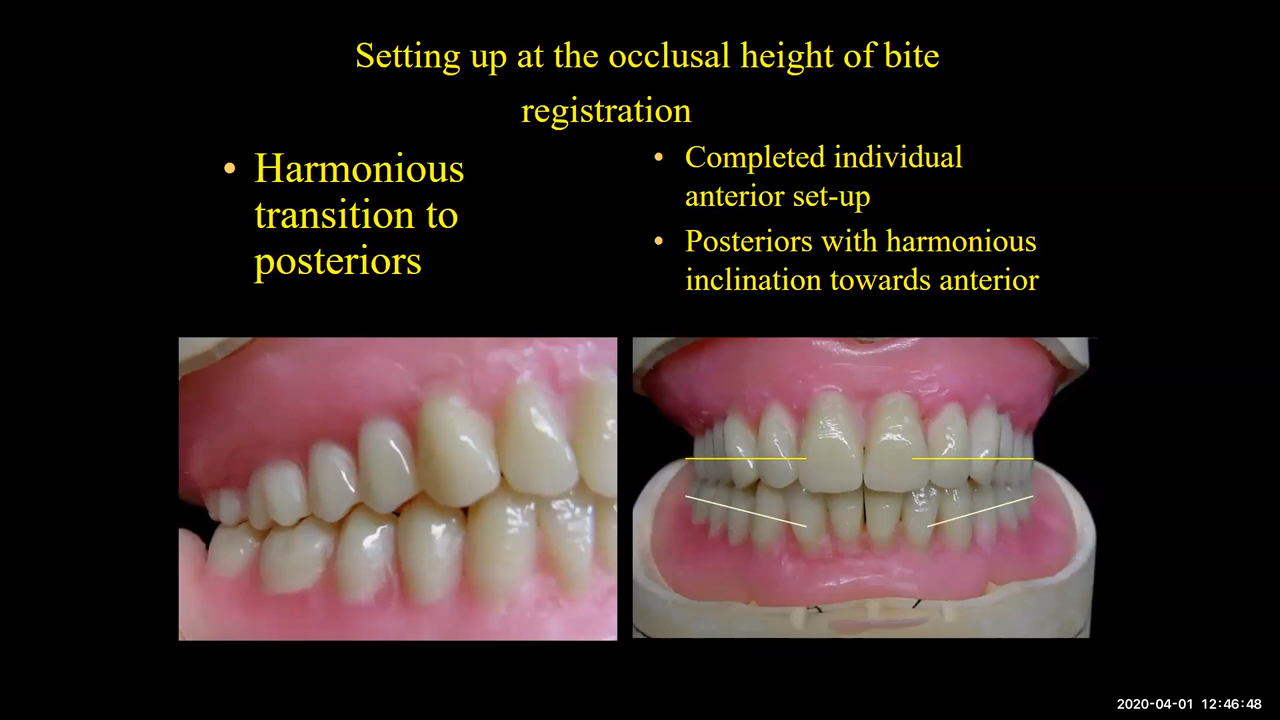 Setting up at the occlusal height of bite
registration
• Harmonious
transition to
posteriors
• Completed individual
anterior set-up
• Posteriors with harmonious
inclination towards anterior
2020-04-01 12:46:48